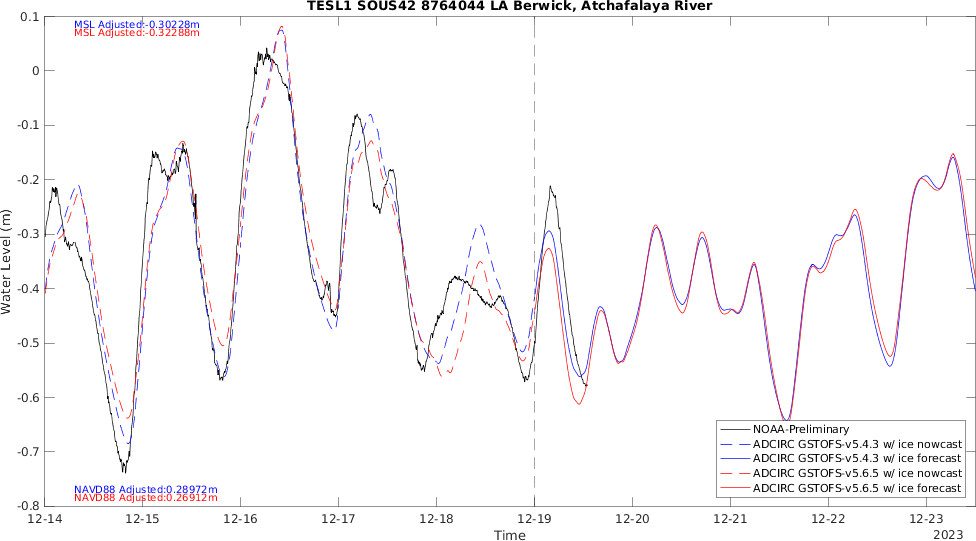 TESL1 SOUS42 8764044 LA Berwick, Atchafalaya River
MSL Adjusted:-0.30228m
MSL Adjusted:-0.32288m
0.1
0
-0.1
-0.2
-0.3
-0.4
-0.5
-0.6
-0.7
-0.8
Water Level (m)
NAVD88 Adjusted:0.28972m
NAVD88 Adjusted:0.26912m
NOAA-Preliminary
ADCIRC GSTOFS-v5.4.3 w/ ice nowcast
ADCIRC GSTOFS-v5.4.3 w/ ice forecast
ADCIRC GSTOFS-v5.6.5 w/ ice nowcast
ADCIRC GSTOFS-v5.6.5 w/ ice forecast
12-14 12-15 12-16 12-17 12-18 12-19 12-20 12-21 12-22 12-23
Time
2023